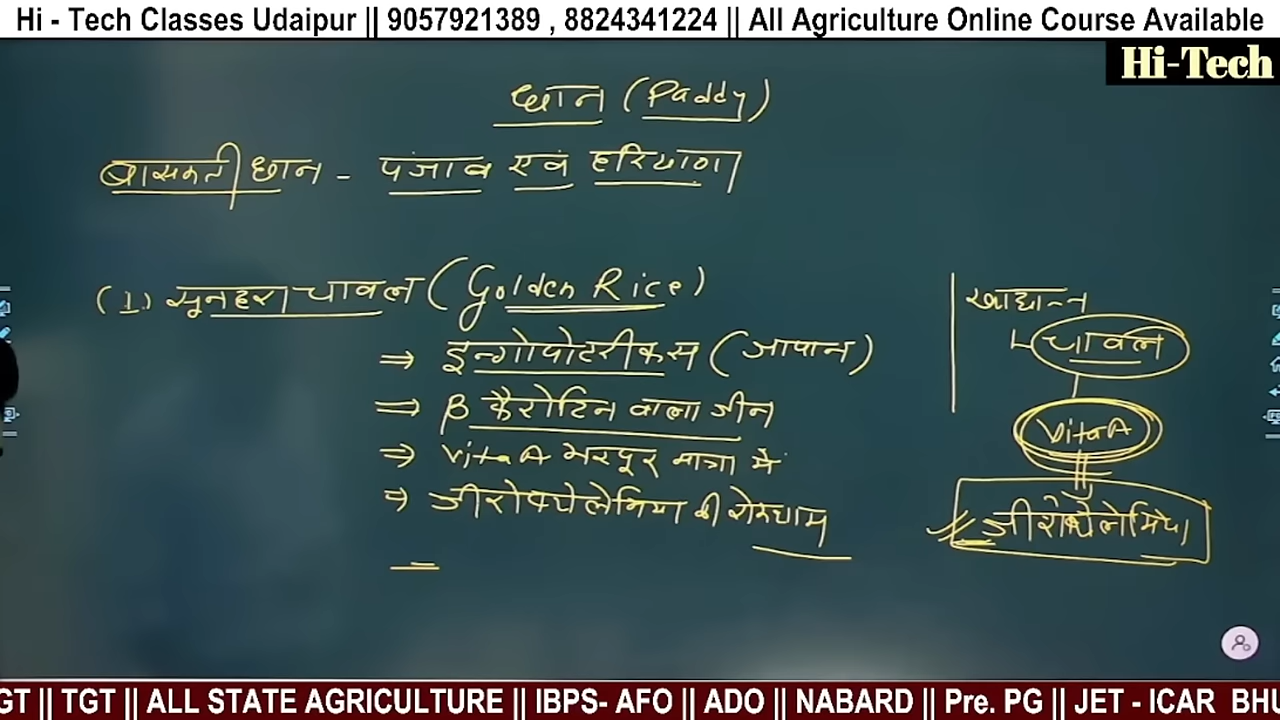 Hi - Tech Classes Udaipur || 9057921389 , 8824341224 || All Agriculture Online Course Available
Hi-Tech
धान (Paddy)
बासमती धान - पंजाब एवं हरियाणा
(1) सुनहरा चावल (Golden Rice)
⇒ इन्गोपोटरीकस (जापान)
⇒ β कैरोटिन वाला जीन
⇒ Vita A भरपूर मात्रा में
⇒ जीरोफ्थेलेमिया की रोकथाम
खाद्यान्न
चावल
Vita A
जीरोफ्थेलेमिया
GT || TGT || ALL STATE AGRICULTURE || IBPS- AFO || ADO || NABARD || Pre. PG || JET - ICAR BHU